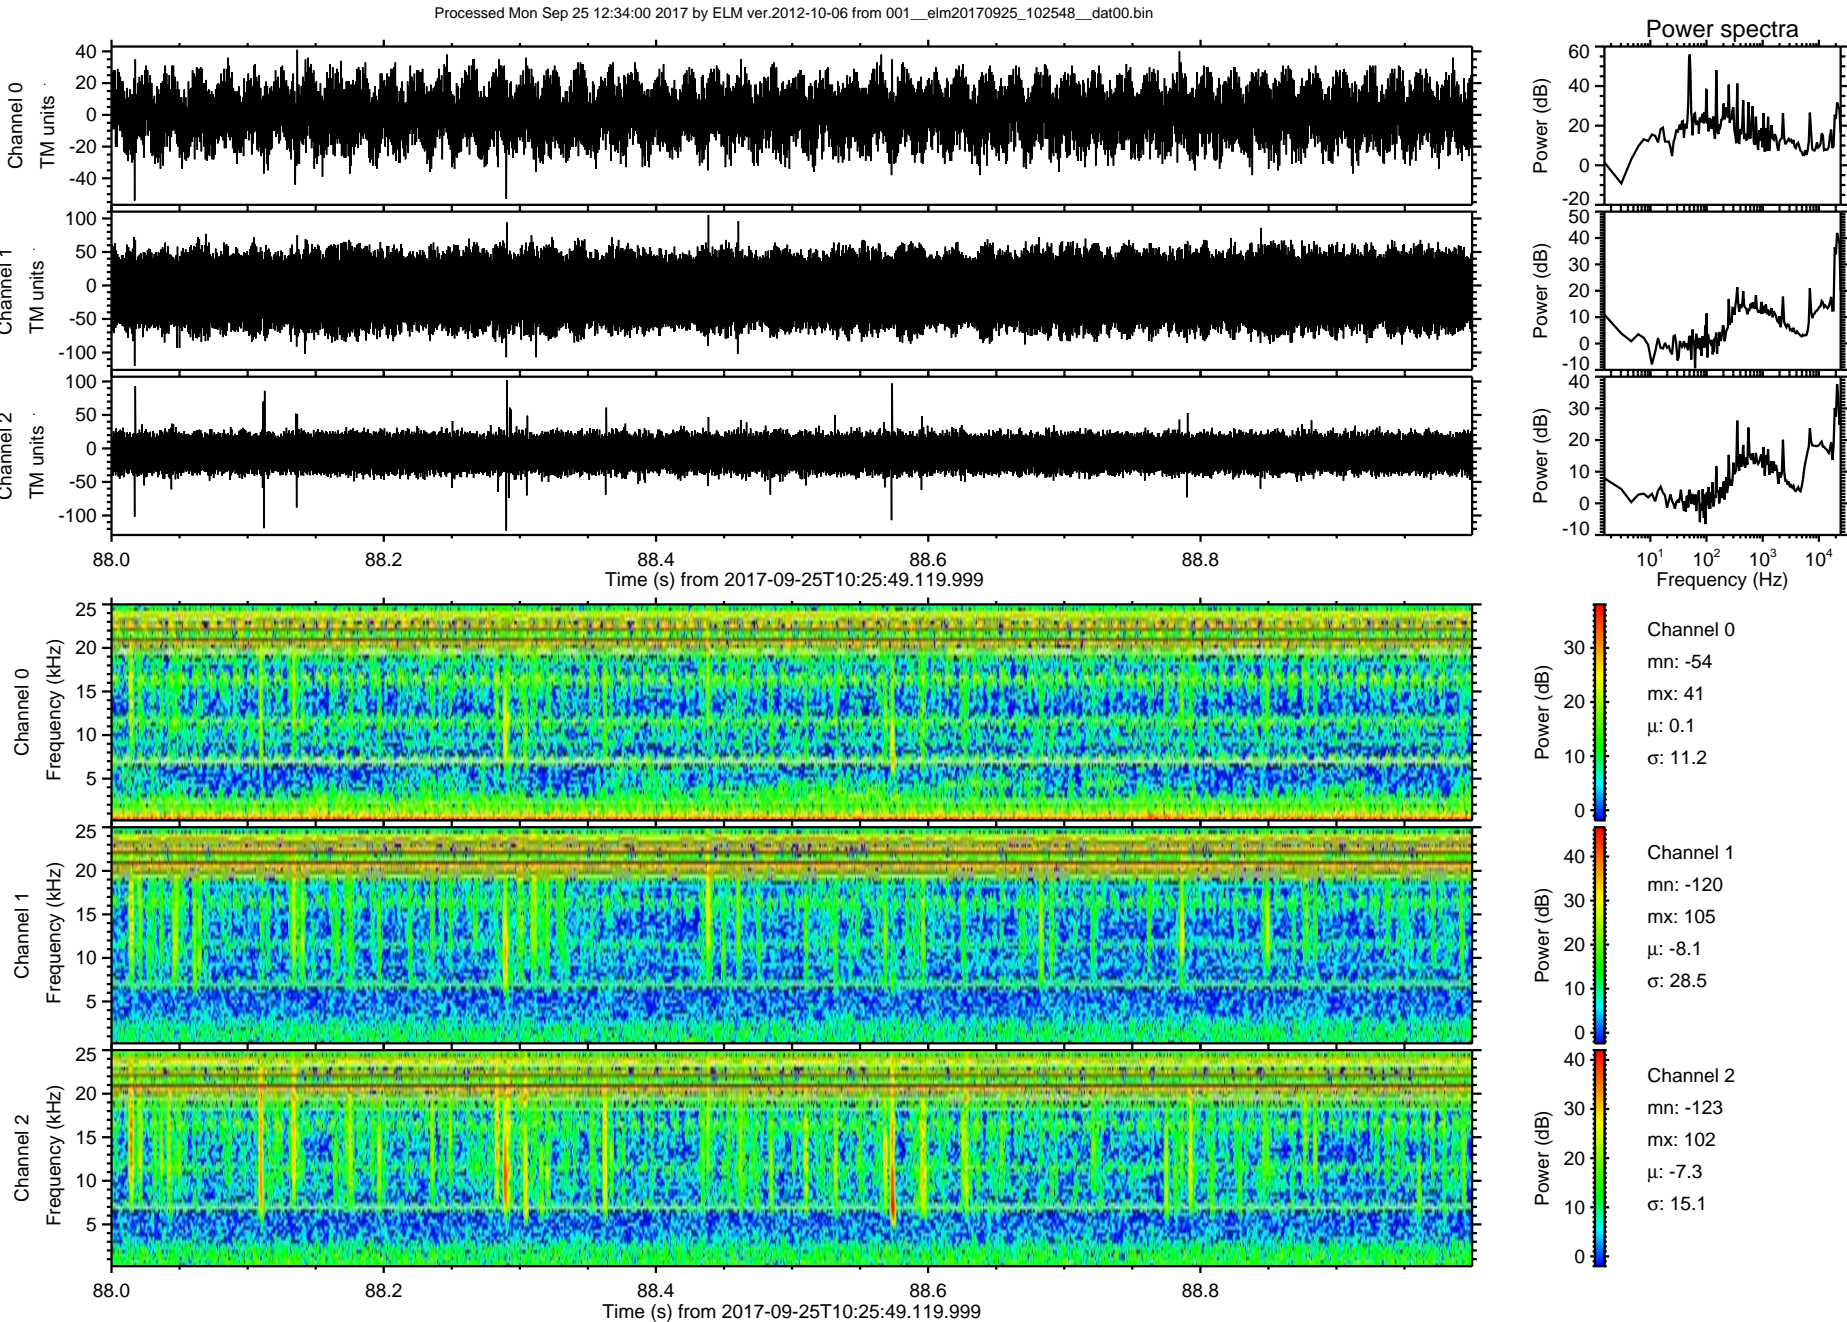 Processed Mon Sep 25 12:34:00 2017 by ELM ver.2012-10-06 from 001__elm20170925_102548__dat00.bin
Power spectra
Channel 0
TM units
40
20
0
-20
-40
Power (dB)
60
40
20
0
-20
Channel 1
TM units
100
50
0
-50
-100
Power (dB)
50
40
30
20
10
0
-10
Channel 2
TM units
100
50
0
-50
-100
Power (dB)
40
30
20
10
0
-10
88.0 88.2 88.4 88.6 88.8
Time (s) from 2017-09-25T10:25:49.119.999
10^1 10^2 10^3 10^4
Frequency (Hz)
Channel 0
Frequency (kHz)
25
20
15
10
5
Power (dB)
30
20
10
0
Channel 0
mn: -54
mx: 41
μ: 0.1
σ: 11.2
Channel 1
Frequency (kHz)
25
20
15
10
5
Power (dB)
40
30
20
10
0
Channel 1
mn: -120
mx: 105
μ: -8.1
σ: 28.5
Channel 2
Frequency (kHz)
25
20
15
10
5
Power (dB)
40
30
20
10
0
Channel 2
mn: -123
mx: 102
μ: -7.3
σ: 15.1
88.0 88.2 88.4 88.6 88.8
Time (s) from 2017-09-25T10:25:49.119.999